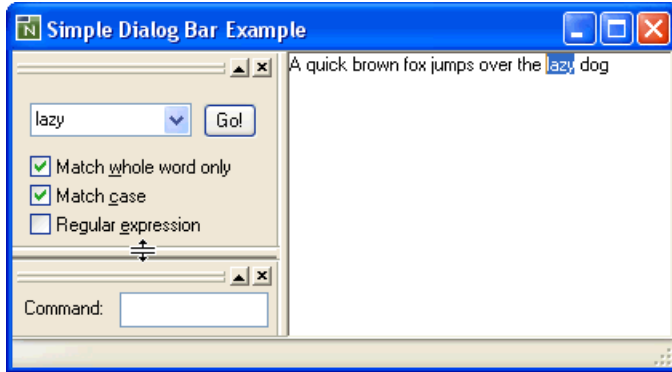 Simple Dialog Bar Example
lazy
Go!
Match whole word only
Match case
Regular expression
Command:
A quick brown fox jumps over the lazy dog